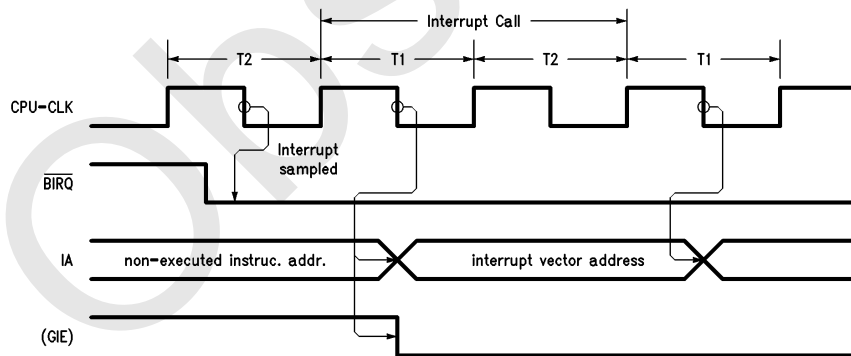 Interrupt Call
T2
T1
T2
T1
CPU-CLK
Interrupt
sampled
BIRQ
IA
non-executed instruc. addr.
interrupt vector address
(GIE)